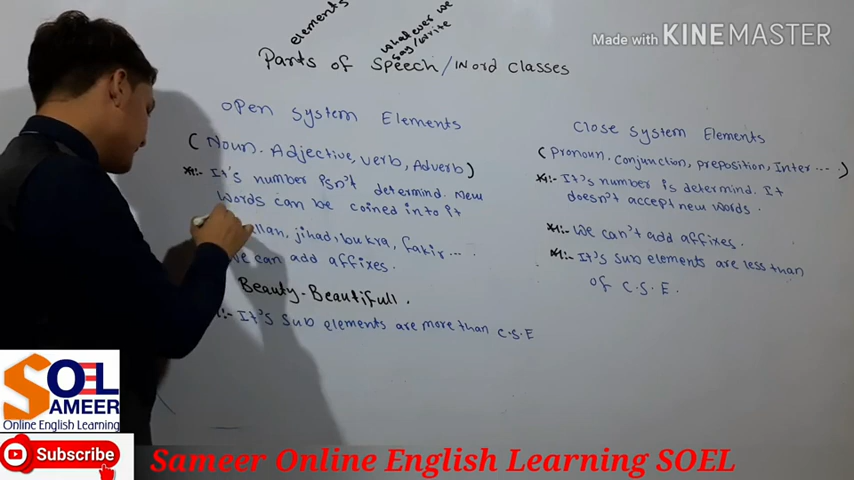 Made with KINEMASTER
elements
whatever we
say/write
Parts of Speech/Word Classes
Open System Elements
(Noun. Adjective, verb, Adverb)
*:- It's number isn't determind. New
words can be coined into it
jihad, bukra, fakir ...
We can add affixes.
Beauty-Beautifull.
:- It's sub elements are more than C.S.E
Close System Elements
(Pronoun. conjunction, preposition, Inter....)
*:- It's number is determind. It
doesn't accept new words.
*:- We can't add affixes.
*:- It's sub elements are less than
of C.S.E.
SOEL
SAMEER
Online English Learning
Subscribe
Sameer Online English Learning SOEL